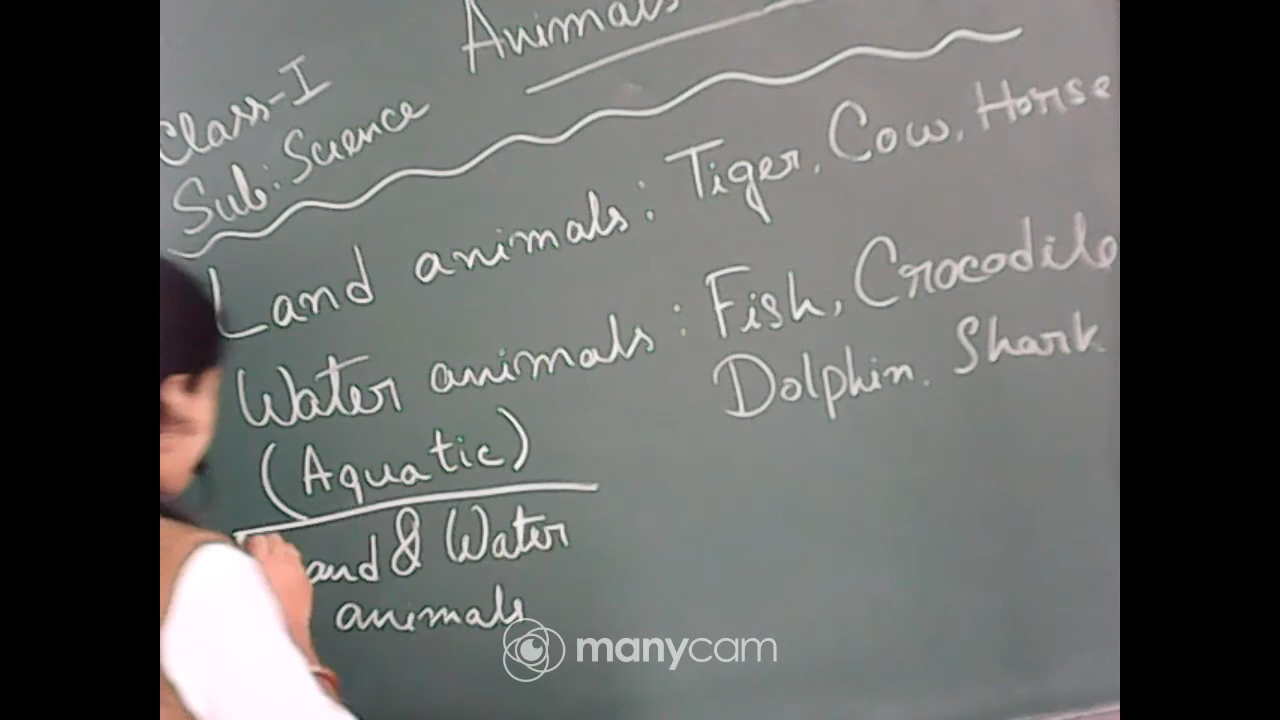 Animals
Class-I
Sub: Science
Land animals: Tiger, Cow, Horse
Water animals: Fish, Crocodile
(Aquatic) Dolphin. Shark
and & Water
animals
manycam